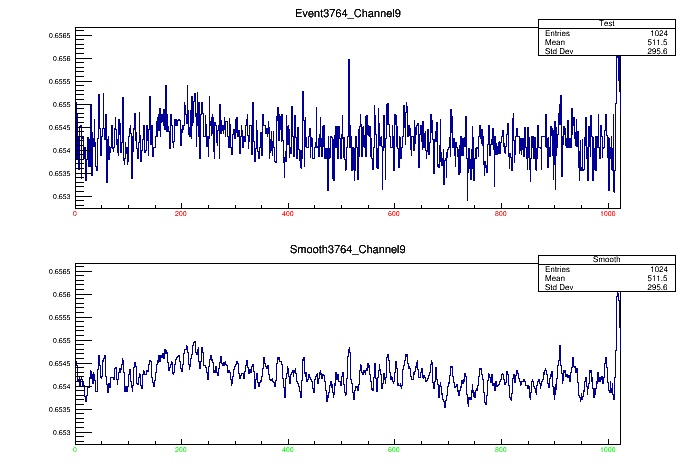 Event3764_Channel9
Test
Entries 1024
Mean 511.5
Std Dev 295.6
0.6565
0.656
0.6555
0.655
0.6545
0.654
0.6535
0.653
0 200 400 600 800 1000
Smooth3764_Channel9
Smooth
Entries 1024
Mean 511.5
Std Dev 295.6
0.6565
0.656
0.6555
0.655
0.6545
0.654
0.6535
0.653
0 200 400 600 800 1000